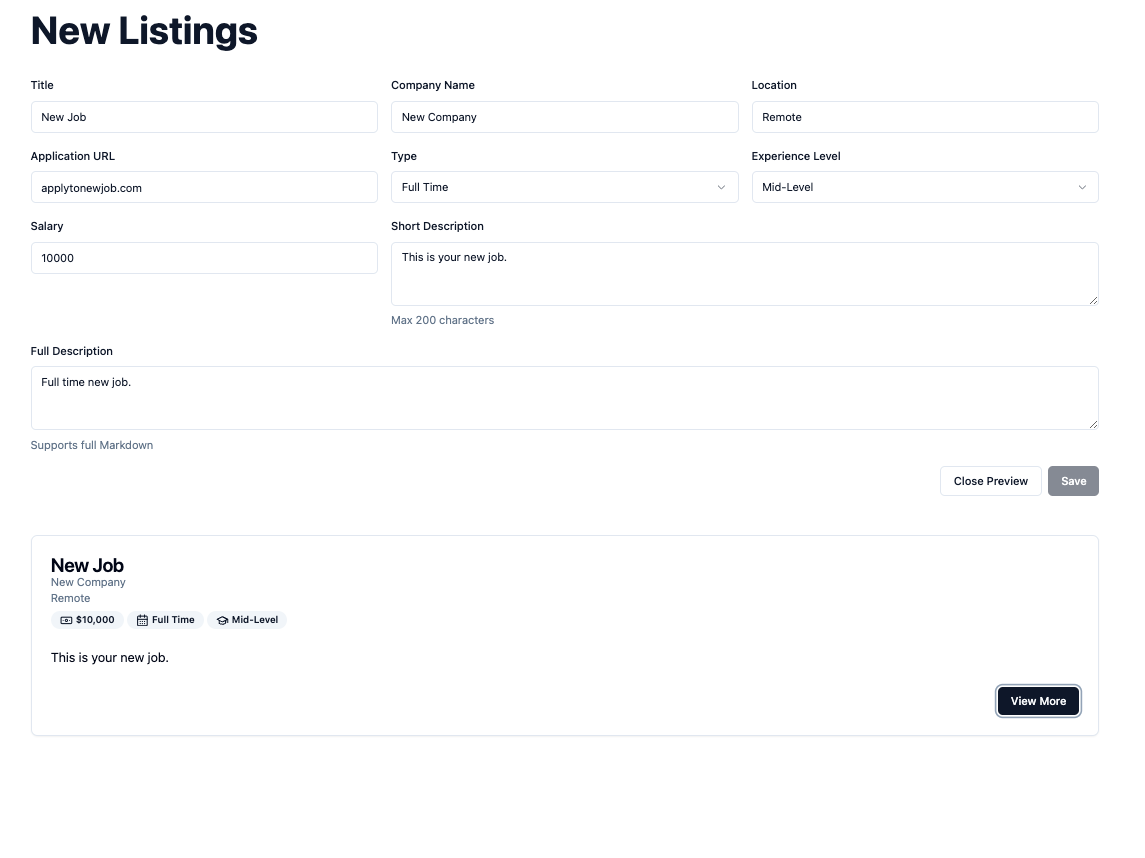 New Listings
Title
Company Name
Location
New Job
New Company
Remote
Application URL
Type
Experience Level
applytonewjob.com
Full Time
Mid-Level
Salary
Short Description
10000
This is your new job.
Max 200 characters
Full Description
Full time new job.
Supports full Markdown
Close Preview
Save
New Job
New Company
Remote
$10,000
Full Time
Mid-Level
This is your new job.
View More